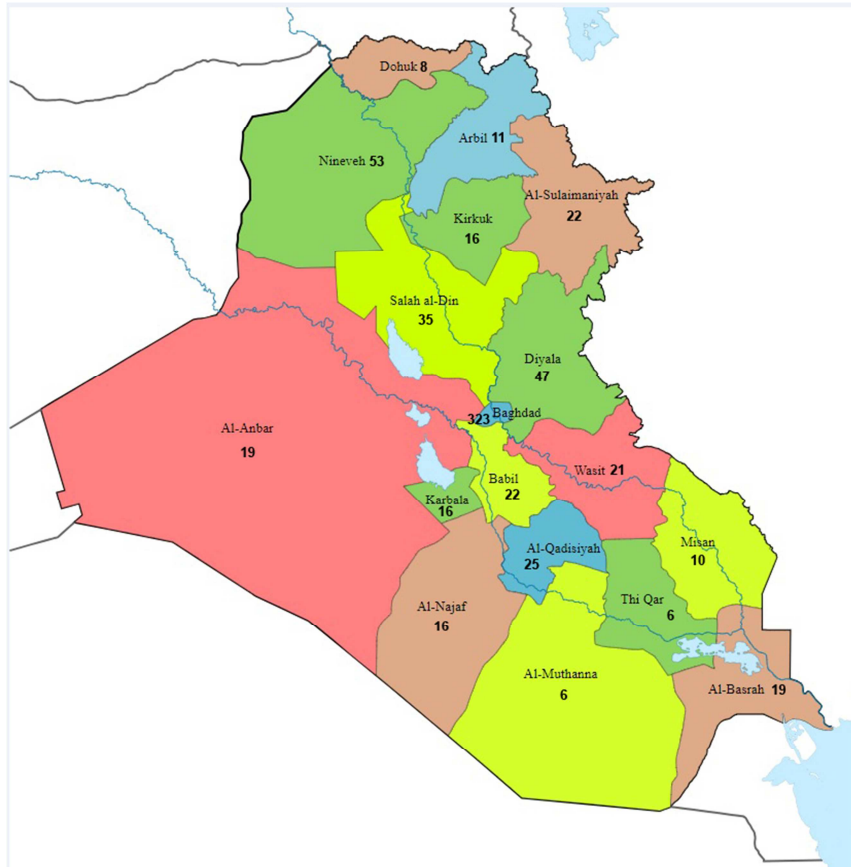 Dohuk 8
Arbil 11
Nineveh 53
Al-Sulaimaniyah
22
Kirkuk
16
Salah al-Din
35
Diyala
47
323 Baghdad
Al-Anbar
19
Wasit 21
Babil
22
Karbala
16
Al-Qadisiyah
25
Misan
10
Thi Qar
6
Al-Najaf
16
Al-Muthanna
6
Al-Basrah 19